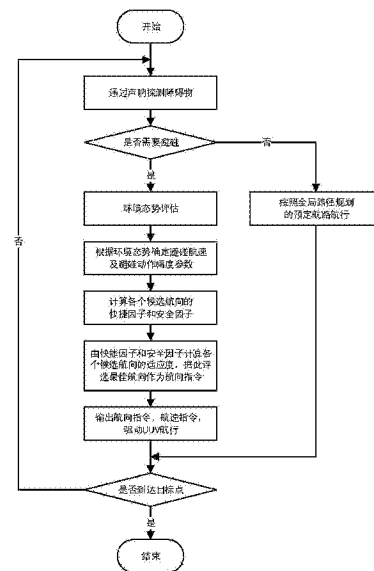 开始
通过声呐探测障碍物
是否需要避碰
否
是
环境态势评估
按照全局路径规划
的预定航路航行
否
根据环境态势确定避碰航速
及避碰动作幅度参数
计算各个候选航向的
快捷因子和安全因子
由快捷因子和安全因子计算各
个候选航向的适应度，据此评
选最佳航向作为航向指令
输出航向指令，航速指令，
驱动UUV航行
是否到达目标点
是
结束